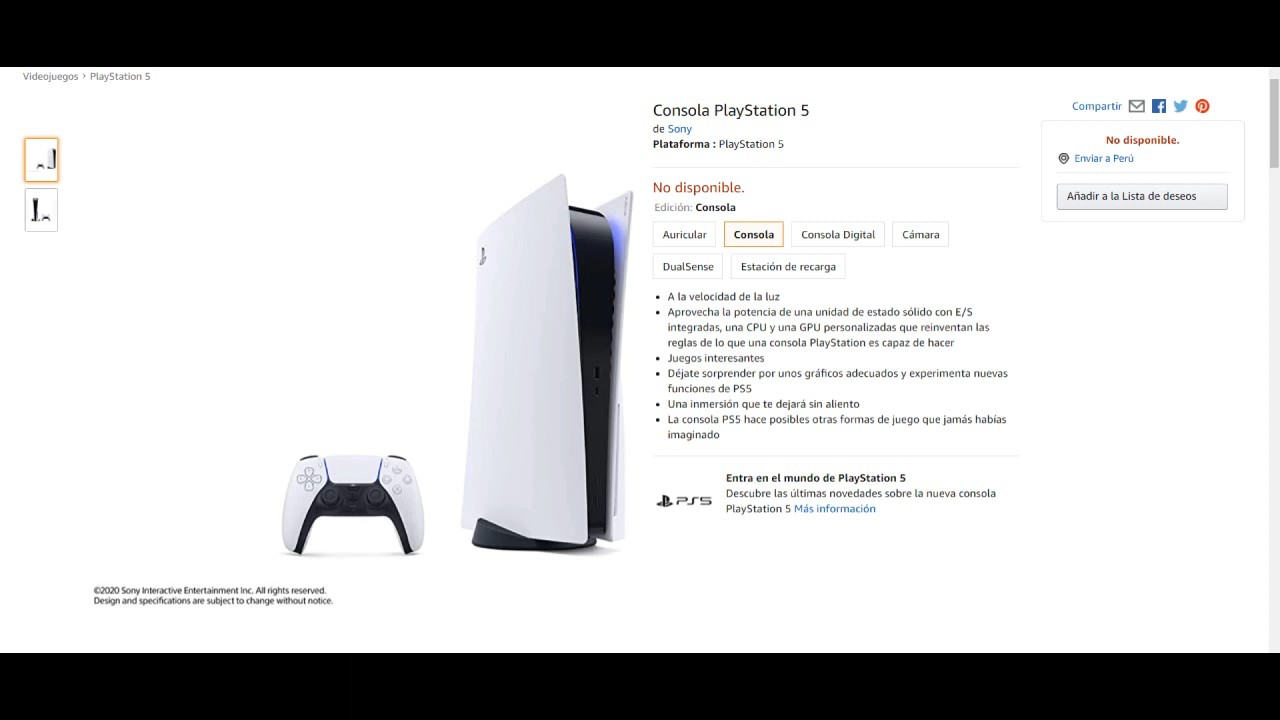 Videojuegos › PlayStation 5
Consola PlayStation 5
de Sony
Plataforma : PlayStation 5
No disponible.
Edición: Consola
Auricular
Consola
Consola Digital
Cámara
DualSense
Estación de recarga
• A la velocidad de la luz
• Aprovecha la potencia de una unidad de estado sólido con E/S
integradas, una CPU y una GPU personalizadas que reinventan las
reglas de lo que una consola PlayStation es capaz de hacer
• Juegos interesantes
• Déjate sorprender por unos gráficos adecuados y experimenta nuevas
funciones de PS5
• Una inmersión que te dejará sin aliento
• La consola PS5 hace posibles otras formas de juego que jamás habías
imaginado
PS5
Entra en el mundo de PlayStation 5
Descubre las últimas novedades sobre la nueva consola
PlayStation 5 Más información
Compartir
No disponible.
Enviar a Perú
Añadir a la Lista de deseos
©2020 Sony Interactive Entertainment Inc. All rights reserved.
Design and specifications are subject to change without notice.